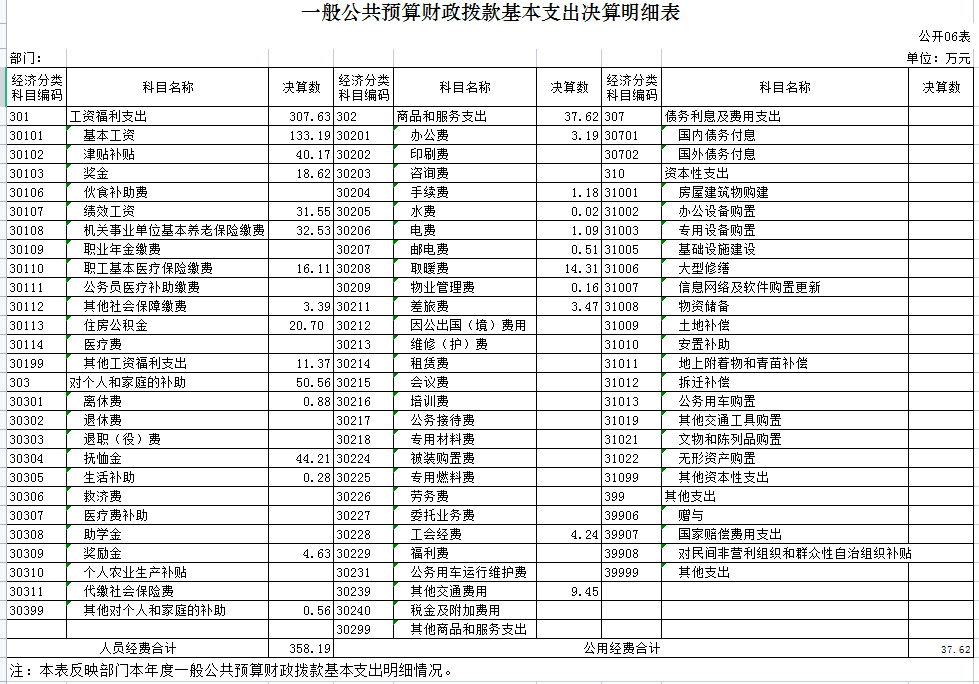 一般公共预算财政拨款基本支出决算明细表
公开06表
部门： 单位：万元
经济分类科目编码 科目名称 决算数 经济分类科目编码 科目名称 决算数 经济分类科目编码 科目名称 决算数
301 工资福利支出 307.63 302 商品和服务支出 37.62 307 债务利息及费用支出
30101 基本工资 133.19 30201 办公费 3.19 30701 国内债务付息
30102 津贴补贴 40.17 30202 印刷费 30702 国外债务付息
30103 奖金 18.62 30203 咨询费 310 资本性支出
30106 伙食补助费 30204 手续费 1.18 31001 房屋建筑物购建
30107 绩效工资 31.55 30205 水费 0.02 31002 办公设备购置
30108 机关事业单位基本养老保险缴费 32.53 30206 电费 1.09 31003 专用设备购置
30109 职业年金缴费 30207 邮电费 0.51 31005 基础设施建设
30110 职工基本医疗保险缴费 16.11 30208 取暖费 14.31 31006 大型修缮
30111 公务员医疗补助缴费 30209 物业管理费 0.16 31007 信息网络及软件购置更新
30112 其他社会保障缴费 3.39 30211 差旅费 3.47 31008 物资储备
30113 住房公积金 20.70 30212 因公出国（境）费用 31009 土地补偿
30114 医疗费 30213 维修（护）费 31010 安置补助
30199 其他工资福利支出 11.37 30214 租赁费 31011 地上附着物和青苗补偿
303 对个人和家庭的补助 50.56 30215 会议费 31012 拆迁补偿
30301 离休费 0.88 30216 培训费 31013 公务用车购置
30302 退休费 30217 公务接待费 31019 其他交通工具购置
30303 退职（役）费 30218 专用材料费 31021 文物和陈列品购置
30304 抚恤金 44.21 30224 被装购置费 31022 无形资产购置
30305 生活补助 0.28 30225 专用燃料费 31099 其他资本性支出
30306 救济费 30226 劳务费 399 其他支出
30307 医疗费补助 30227 委托业务费 39906 赠与
30308 助学金 30228 工会经费 4.24 39907 国家赔偿费用支出
30309 奖励金 4.63 30229 福利费 39908 对民间非营利组织和群众性自治组织补贴
30310 个人农业生产补贴 30231 公务用车运行维护费 39999 其他支出
30311 代缴社会保险费 30239 其他交通费用 9.45
30399 其他对个人和家庭的补助 0.56 30240 税金及附加费用
30299 其他商品和服务支出
人员经费合计 358.19 公用经费合计 37.62
注：本表反映部门本年度一般公共预算财政拨款基本支出明细情况。